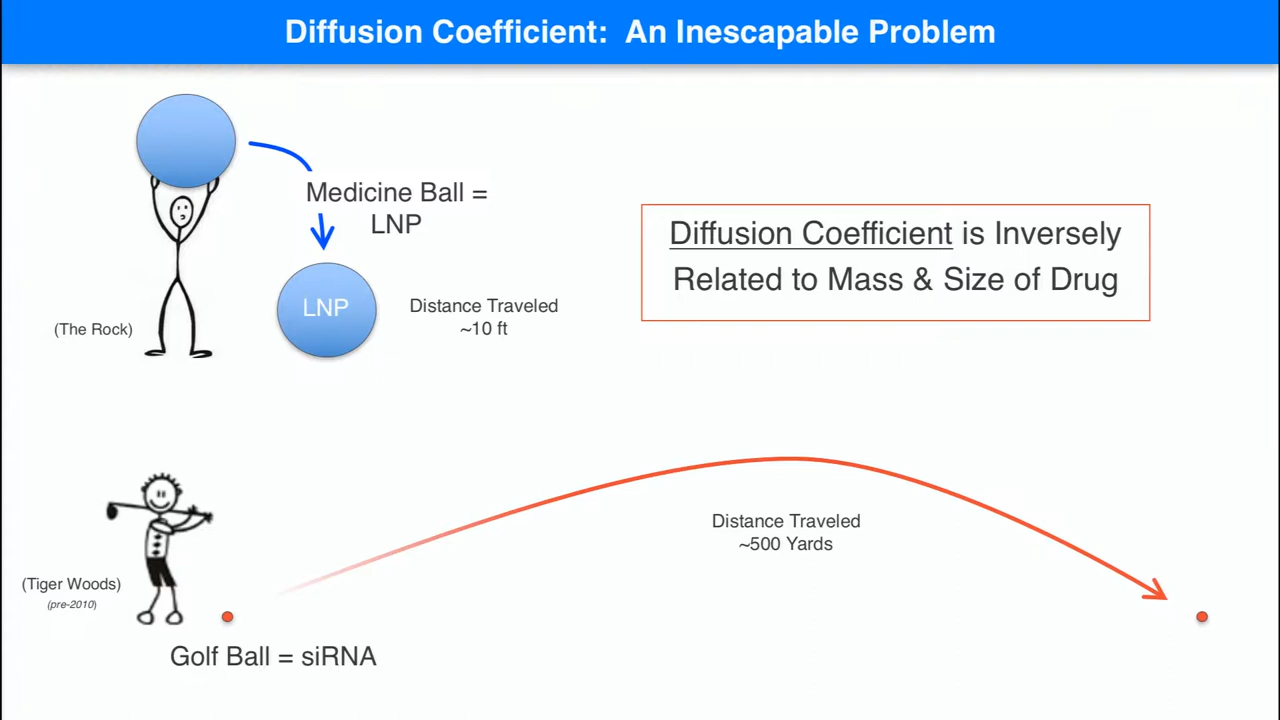 Diffusion Coefficient:  An Inescapable Problem
Medicine Ball =
LNP
LNP
Distance Traveled
~10 ft
(The Rock)
Diffusion Coefficient is Inversely
Related to Mass & Size of Drug
Distance Traveled
~500 Yards
(Tiger Woods)
(pre-2010)
Golf Ball = siRNA